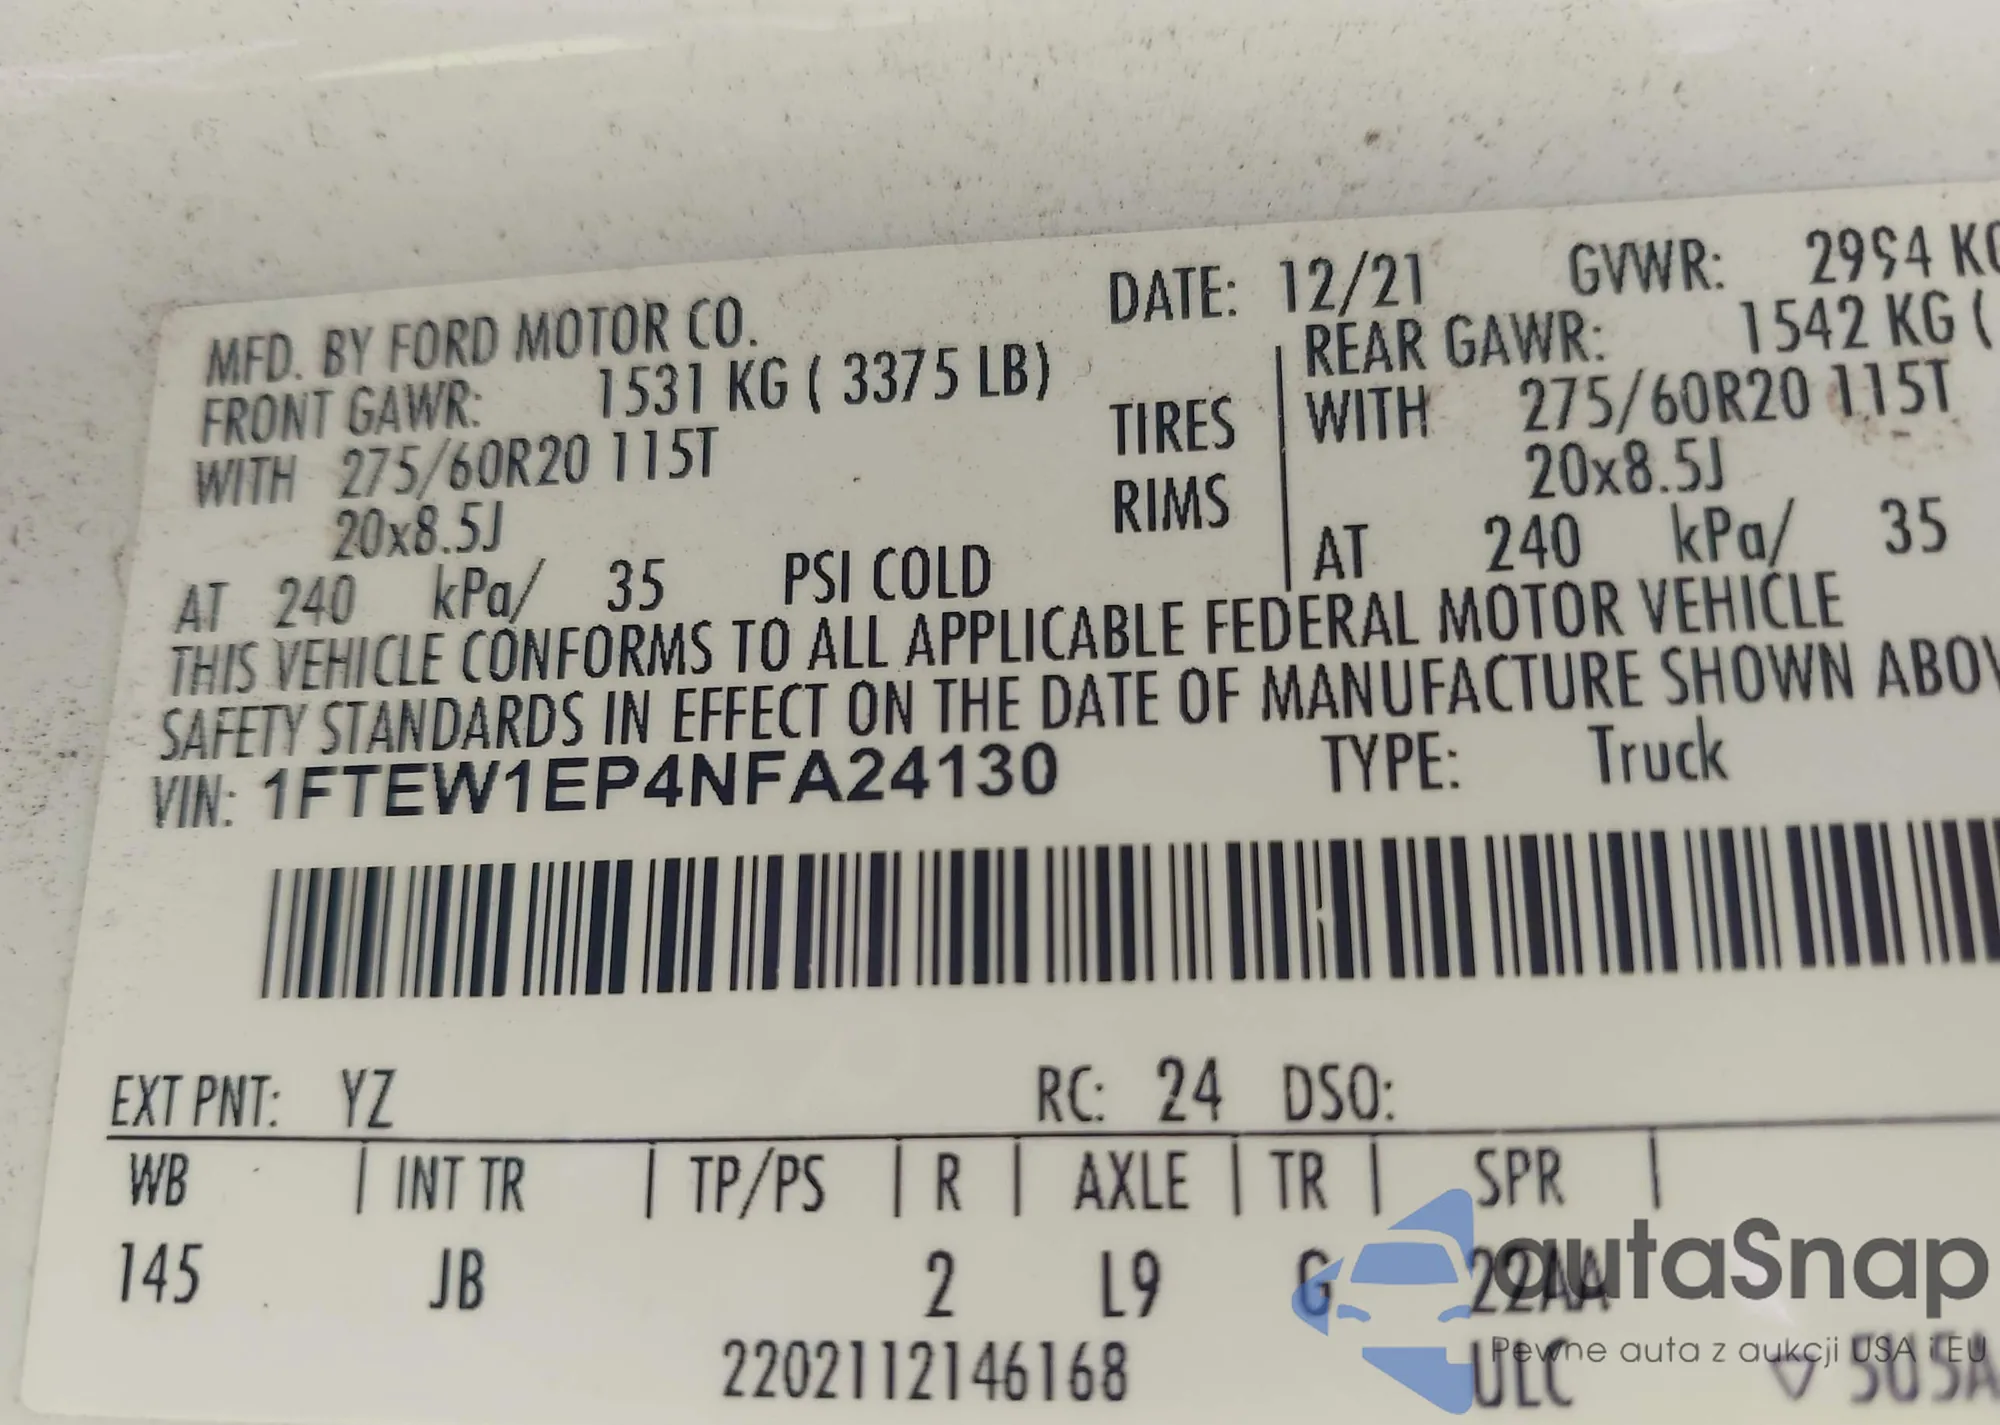 MFD. BY FORD MOTOR CO. DATE: 12/21 GVWR: 2994 KG
FRONT GAWR: 1531 KG ( 3375 LB) REAR GAWR: 1542 KG (
WITH 275/60R20 115T TIRES WITH 275/60R20 115T
20x8.5J RIMS 20x8.5J
AT 240 kPa/ 35 PSI COLD AT 240 kPa/ 35
THIS VEHICLE CONFORMS TO ALL APPLICABLE FEDERAL MOTOR VEHICLE
SAFETY STANDARDS IN EFFECT ON THE DATE OF MANUFACTURE SHOWN ABOV
VIN: 1FTEW1EP4NFA24130 TYPE: Truck
EXT PNT: YZ RC: 24 DSO:
WB | INT TR | TP/PS | R | AXLE | TR | SPR |
145 JB 2 L9 G 22AA
2202112146168 ULC
autaSnap
Pewne auta z aukcji USA i EU